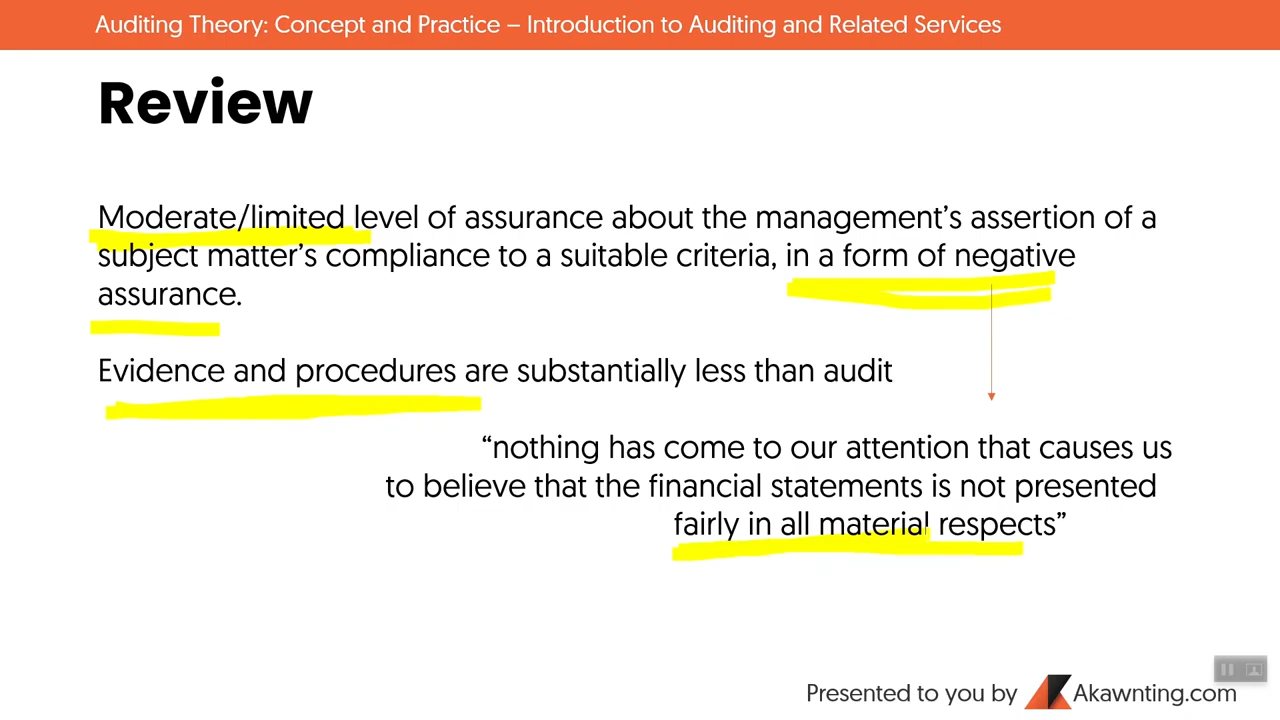 Auditing Theory: Concept and Practice – Introduction to Auditing and Related Services
Review
Moderate/limited level of assurance about the management’s assertion of a
subject matter’s compliance to a suitable criteria, in a form of negative
assurance.
Evidence and procedures are substantially less than audit
“nothing has come to our attention that causes us
to believe that the financial statements is not presented
fairly in all material respects”
Presented to you by Akawnting.com